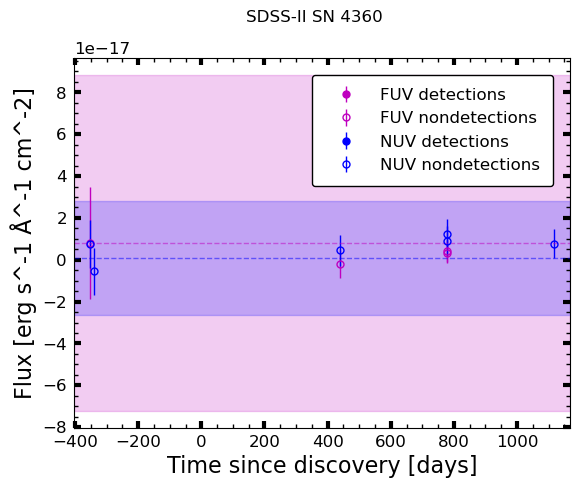 SDSS-II SN 4360
1e−17
FUV detections
FUV nondetections
NUV detections
NUV nondetections
8
6
4
2
0
−2
−4
−6
−8
Flux [erg s^-1 Å^-1 cm^-2]
−400 −200 0 200 400 600 800 1000
Time since discovery [days]